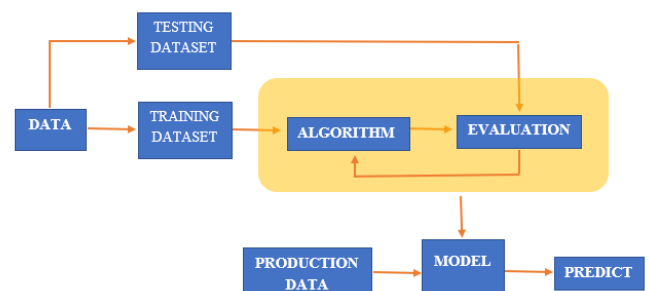 TESTING
DATASET
DATA
TRAINING
DATASET
ALGORITHM
EVALUATION
PRODUCTION
DATA
MODEL
PREDICT